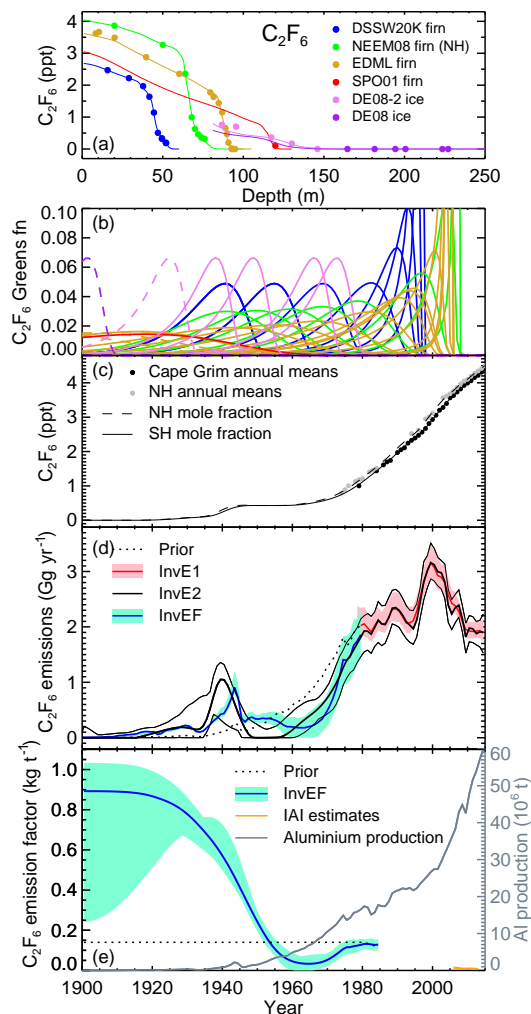 C₂F₆
DSSW20K firn
NEEM08 firn (NH)
EDML firn
SPO01 firn
DE08-2 ice
DE08 ice
C₂F₆ (ppt)
4
3
2
1
0
(a)
0 50 100 150 200 250
Depth (m)
(b)
C₂F₆ Greens fn
0.10
0.08
0.06
0.04
0.02
0.00
(c)
Cape Grim annual means
NH annual means
NH mole fraction
SH mole fraction
C₂F₆ (ppt)
4
3
2
1
0
(d)
Prior
InvE1
InvE2
InvEF
C₂F₆ emissions (Gg yr⁻¹)
3
2
1
0
Prior
InvEF
IAI estimates
Aluminium production
C₂F₆ emission factor (kg t⁻¹)
1.0
0.8
0.6
0.4
0.2
0.0
(e)
60
50
40
30
20
10
0
Al production (10⁶ t)
1900 1920 1940 1960 1980 2000
Year